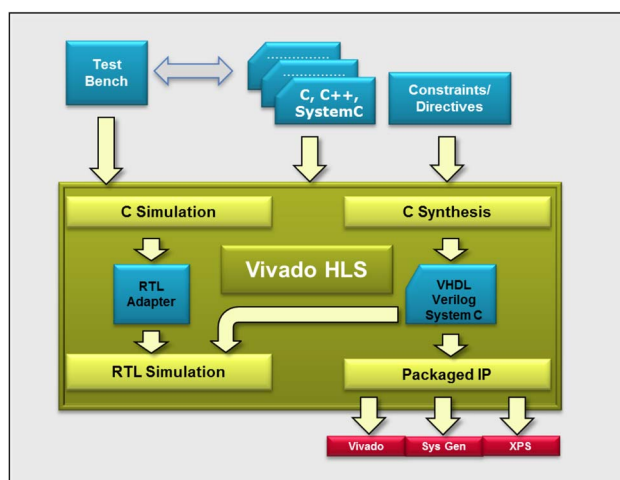 Test
Bench
..................
..................
C, C++,
SystemC
Constraints/
Directives
C Simulation
C Synthesis
Vivado HLS
RTL
Adapter
VHDL
Verilog
System C
RTL Simulation
Packaged IP
Vivado
Sys Gen
XPS